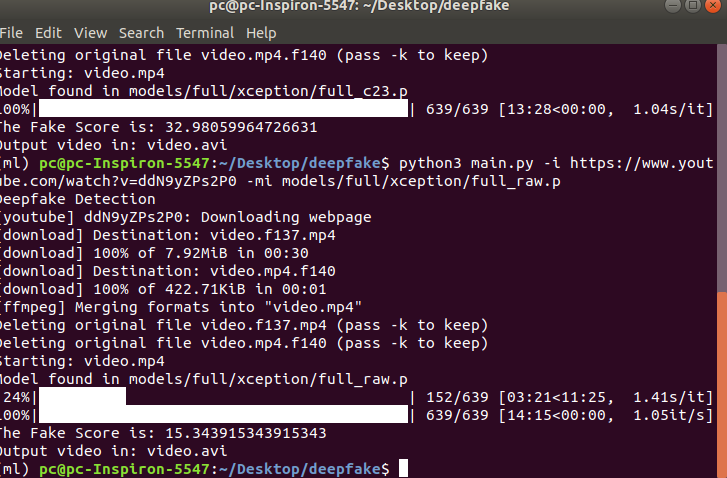 pc@pc-Inspiron-5547: ~/Desktop/deepfake
File Edit View Search Terminal Help
Deleting original file video.mp4.f140 (pass -k to keep)
Starting: video.mp4
Model found in models/full/xception/full_c23.p
100%| | 639/639 [13:28<00:00, 1.04s/it]
The Fake Score is: 32.98059964726631
Output video in: video.avi
(ml) pc@pc-Inspiron-5547:~/Desktop/deepfake$ python3 main.py -i https://www.yout
ube.com/watch?v=ddN9yZPs2P0 -mi models/full/xception/full_raw.p
Deepfake Detection
[youtube] ddN9yZPs2P0: Downloading webpage
[download] Destination: video.f137.mp4
[download] 100% of 7.92MiB in 00:30
[download] Destination: video.mp4.f140
[download] 100% of 422.71KiB in 00:01
[ffmpeg] Merging formats into "video.mp4"
Deleting original file video.f137.mp4 (pass -k to keep)
Deleting original file video.mp4.f140 (pass -k to keep)
Starting: video.mp4
Model found in models/full/xception/full_raw.p
24%| | 152/639 [03:21<11:25, 1.41s/it]
100%| | 639/639 [14:15<00:00, 1.05it/s]
The Fake Score is: 15.343915343915343
Output video in: video.avi
(ml) pc@pc-Inspiron-5547:~/Desktop/deepfake$